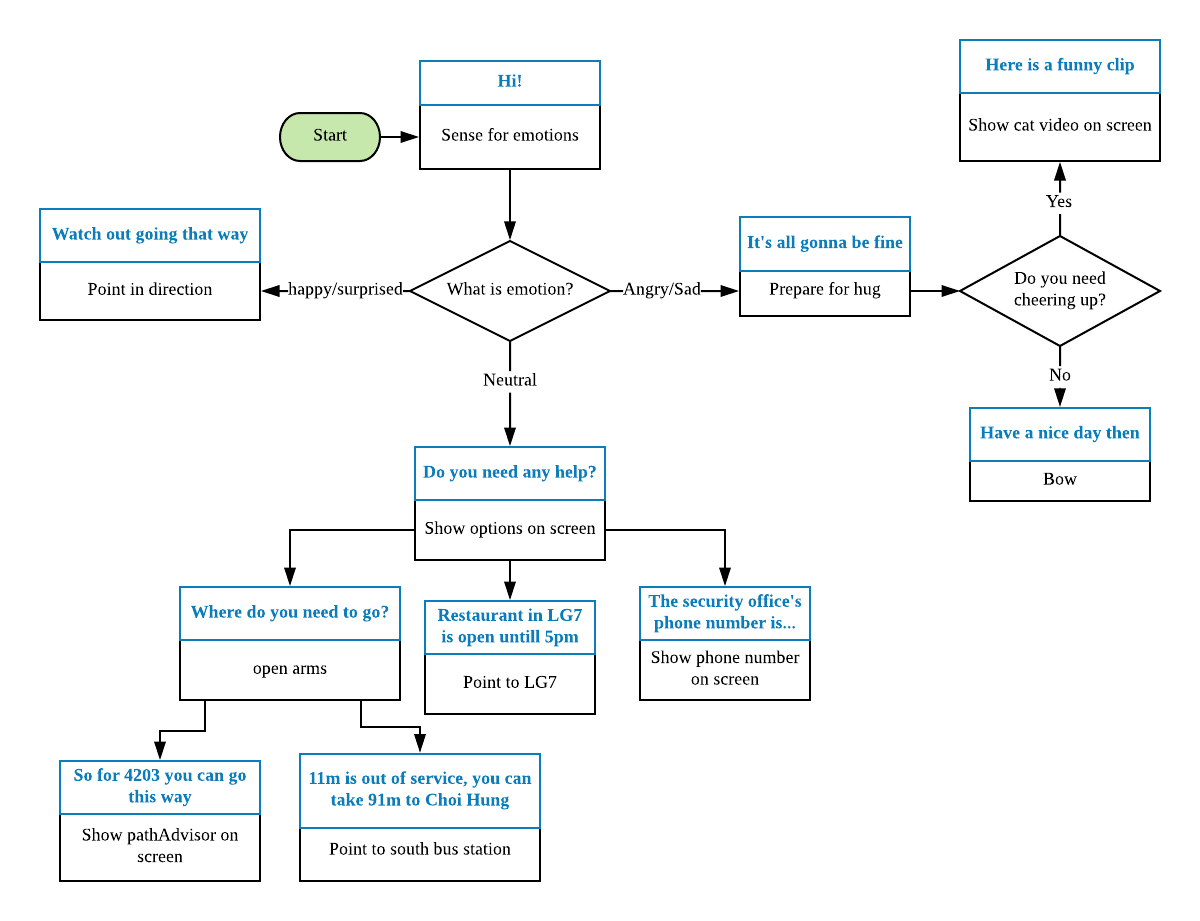 Hi!
Here is a funny clip
Start
Sense for emotions
Show cat video on screen
Yes
Watch out going that way
It's all gonna be fine
Point in direction
happy/surprised
What is emotion?
Angry/Sad
Prepare for hug
Do you need
cheering up?
Neutral
No
Have a nice day then
Bow
Do you need any help?
Show options on screen
Where do you need to go?
open arms
Restaurant in LG7
is open untill 5pm
Point to LG7
The security office's
phone number is...
Show phone number
on screen
So for 4203 you can go
this way
Show pathAdvisor on
screen
11m is out of service, you can
take 91m to Choi Hung
Point to south bus station